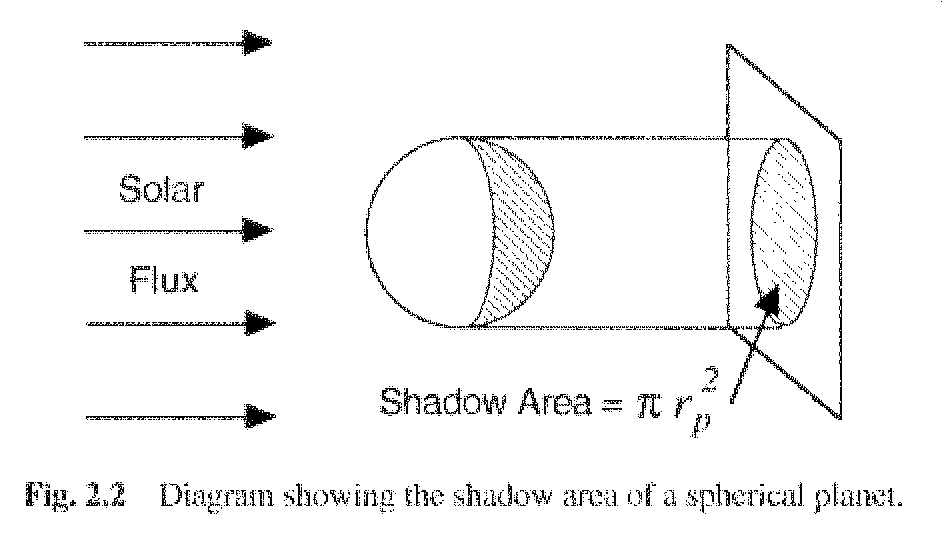 Solar
Flux
Shadow Area = π r_p^2
Fig. 2.2 Diagram showing the shadow area of a spherical planet.